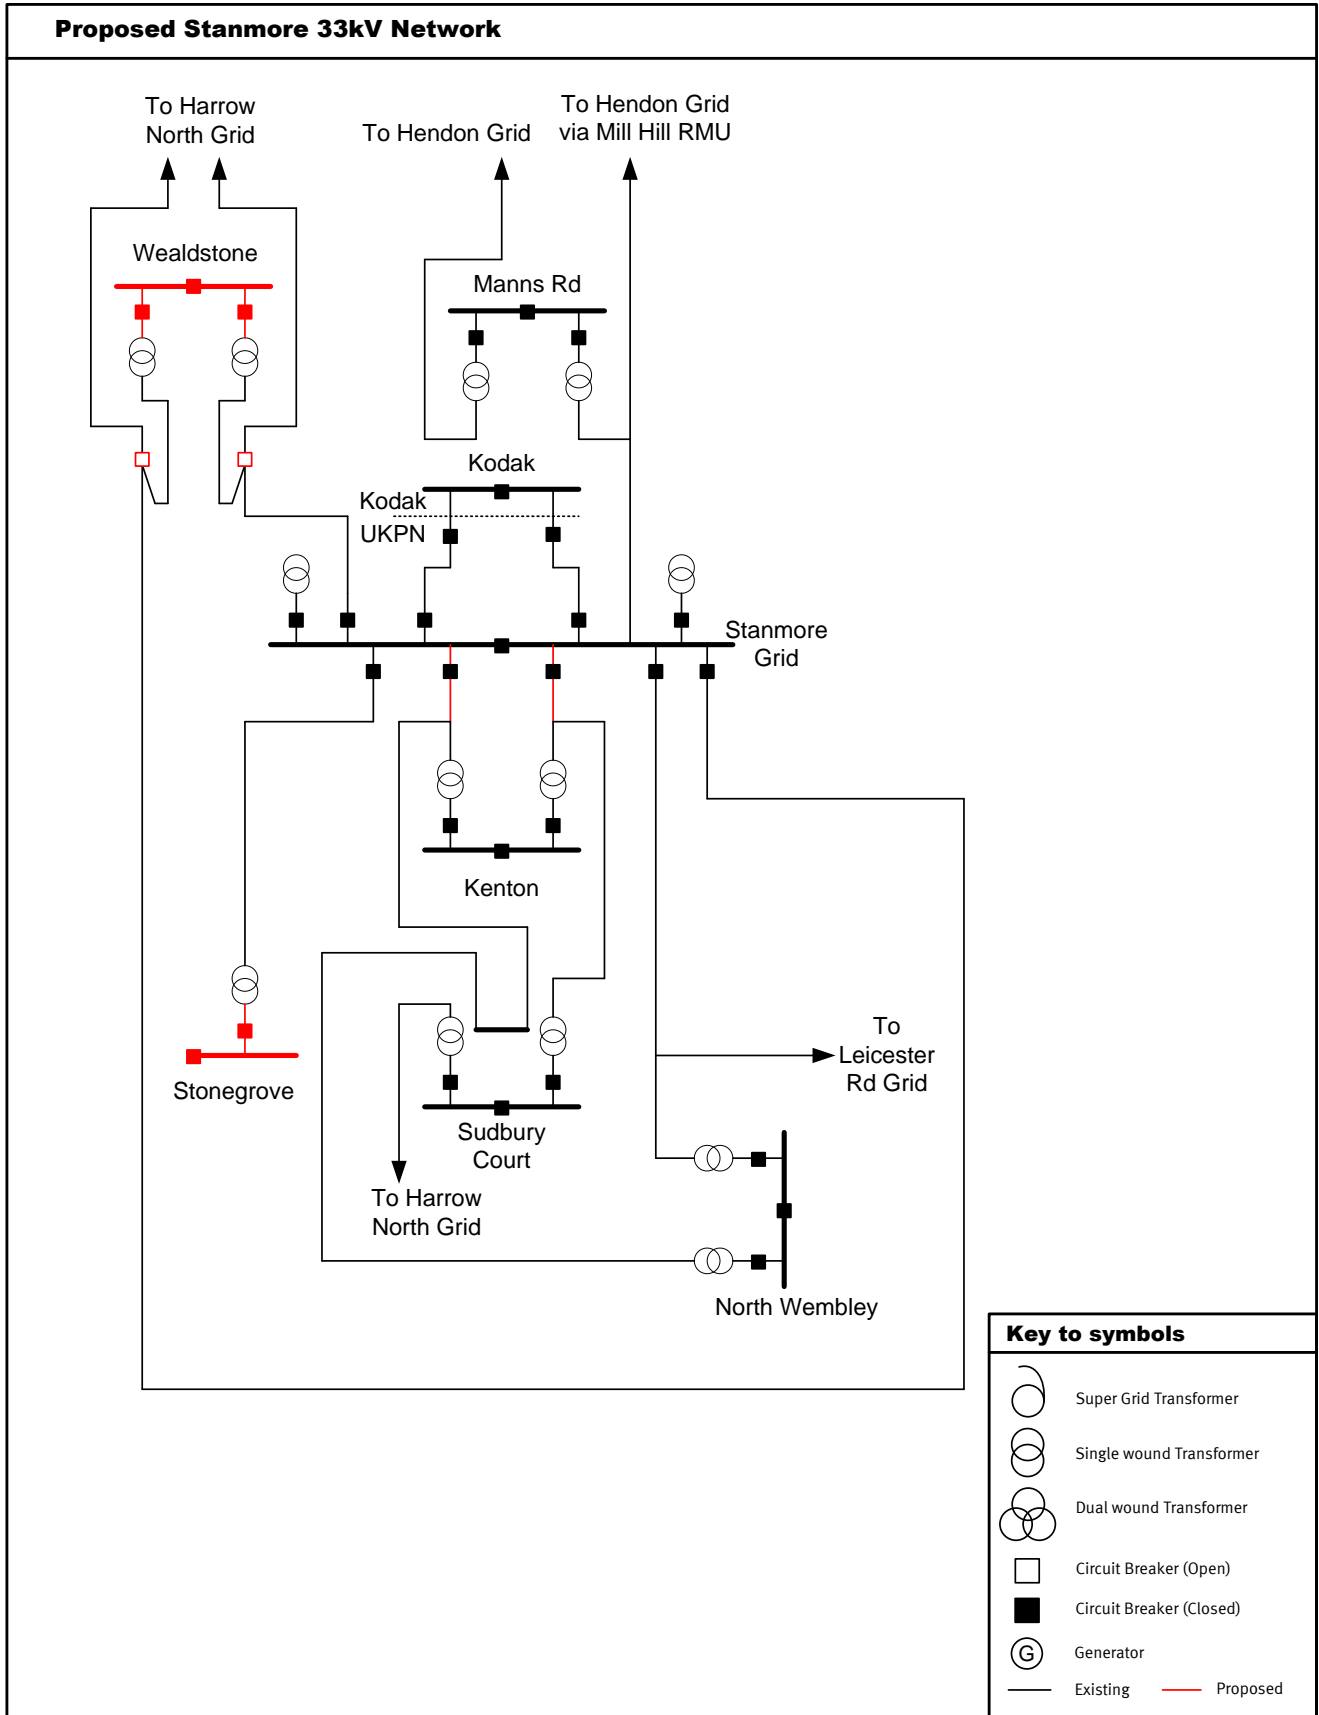 Proposed Stanmore 33kV Network
To Harrow
North Grid
To Hendon Grid
To Hendon Grid
via Mill Hill RMU
Wealdstone
Manns Rd
Kodak
Kodak
UKPN
Stanmore
Grid
Kenton
To
Leicester
Rd Grid
Stonegrove
Sudbury
Court
To Harrow
North Grid
North Wembley
Key to symbols
Super Grid Transformer
Single wound Transformer
Dual wound Transformer
Circuit Breaker (Open)
Circuit Breaker (Closed)
G Generator
Existing Proposed